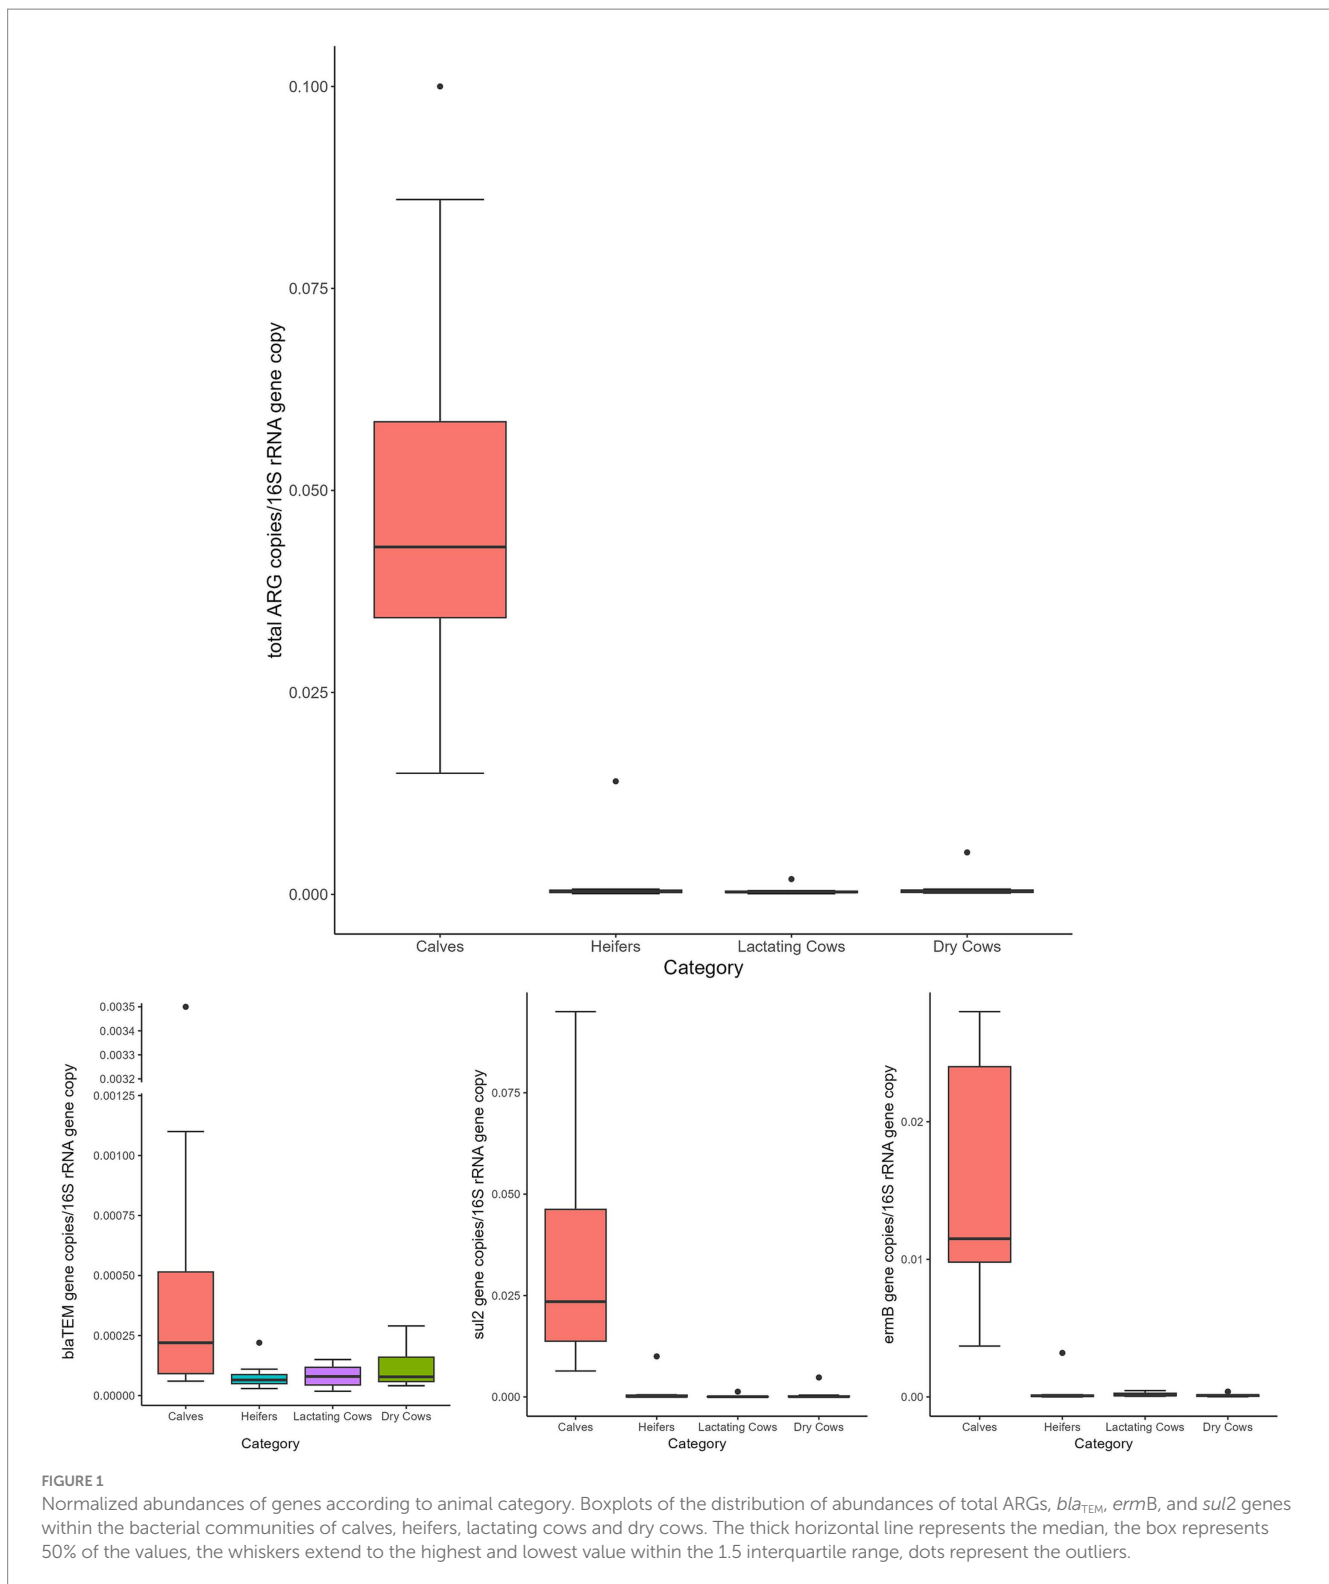 total ARG copies/16S rRNA gene copy
0.100
0.075
0.050
0.025
0.000
Calves Heifers Lactating Cows Dry Cows
Category
blaTEM gene copies/16S rRNA gene copy
0.0035
0.0034
0.0033
0.0032
0.00125
0.00100
0.00075
0.00050
0.00025
0.00000
Calves Heifers Lactating Cows Dry Cows
Category
sul2 gene copies/16S rRNA gene copy
0.075
0.050
0.025
0.000
Calves Heifers Lactating Cows Dry Cows
Category
ermB gene copies/16S rRNA gene copy
0.02
0.01
0.00
Calves Heifers Lactating Cows Dry Cows
Category
FIGURE 1
Normalized abundances of genes according to animal category. Boxplots of the distribution of abundances of total ARGs, blaTEM, ermB, and sul2 genes
within the bacterial communities of calves, heifers, lactating cows and dry cows. The thick horizontal line represents the median, the box represents
50% of the values, the whiskers extend to the highest and lowest value within the 1.5 interquartile range, dots represent the outliers.